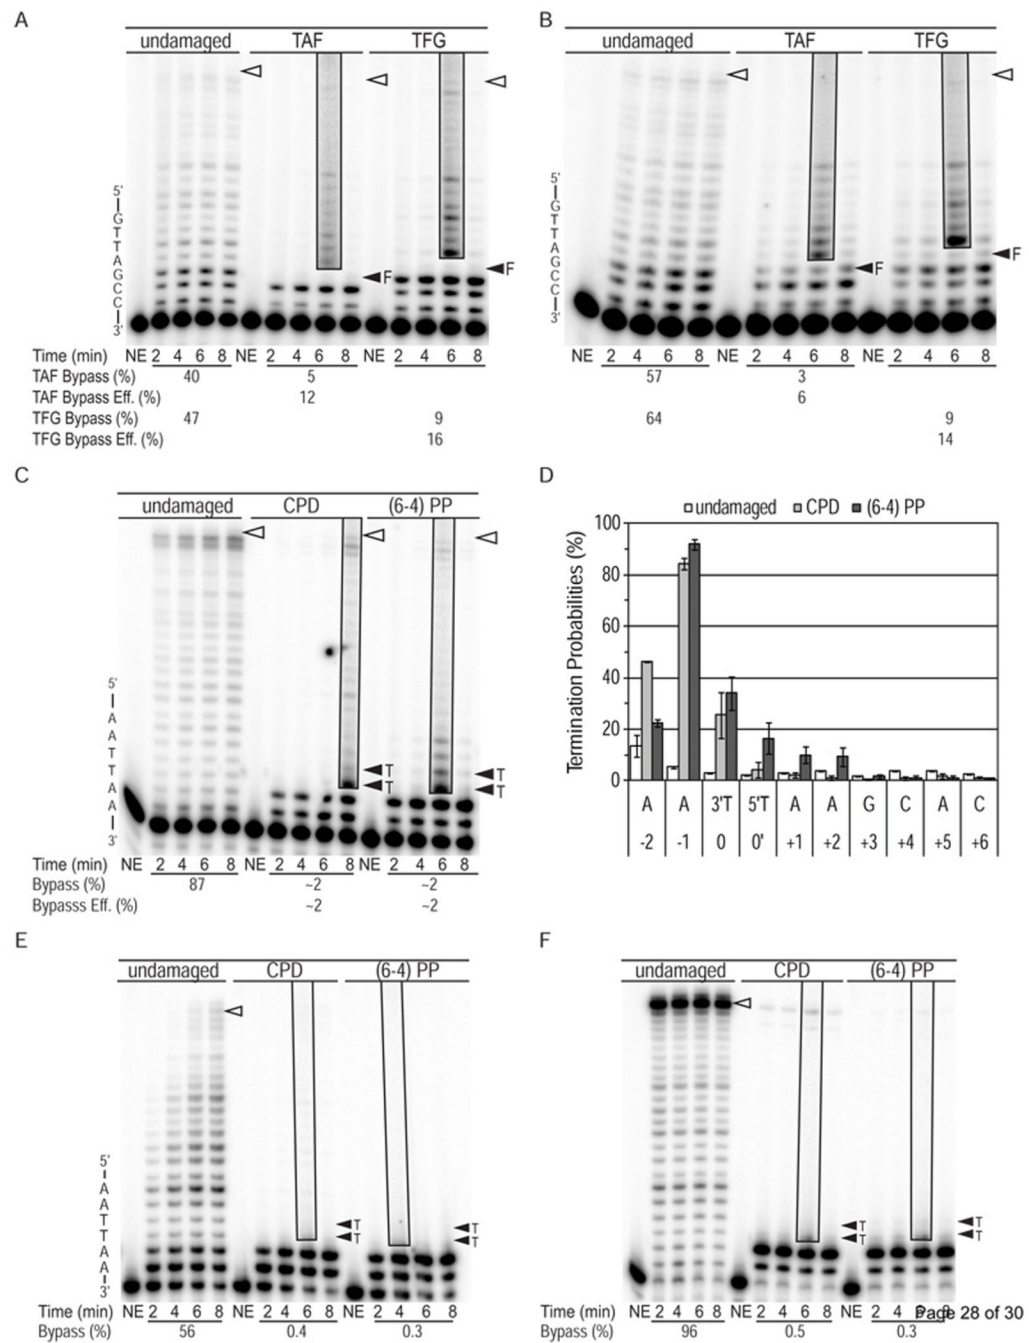 A
undamaged TAF TFG
5'
G
T
T
A
G
C
C
3'
F
F
Time (min) NE 2 4 6 8 NE 2 4 6 8 NE 2 4 6 8
TAF Bypass (%) 40 5
TAF Bypass Eff. (%) 12
TFG Bypass (%) 47 9
TFG Bypass Eff. (%) 16
B
undamaged TAF TFG
5'
G
T
T
A
G
C
C
3'
F
F
NE 2 4 6 8 NE 2 4 6 8 NE 2 4 6 8
57 3
6
64 9
14
C
undamaged CPD (6-4) PP
5'
A
A
T
T
A
A
3'
T
T
T
T
Time (min) NE 2 4 6 8 NE 2 4 6 8 NE 2 4 6 8
Bypass (%) 87 ~2 ~2
Bypasss Eff. (%) ~2 ~2
D
undamaged CPD (6-4) PP
Termination Probabilities (%)
100
80
60
40
20
0
A A 3'T 5'T A A G C A C
-2 -1 0 0' +1 +2 +3 +4 +5 +6
E
undamaged CPD (6-4) PP
5'
A
A
T
T
A
A
3'
T
T
T
T
Time (min) NE 2 4 6 8 NE 2 4 6 8 NE 2 4 6 8
Bypass (%) 56 0.4 0.3
F
undamaged CPD (6-4) PP
T
T
T
T
Time (min) NE 2 4 6 8 NE 2 4 6 8 NE 2 4 Page 28 of 30
Bypass (%) 96 0.5 0.3